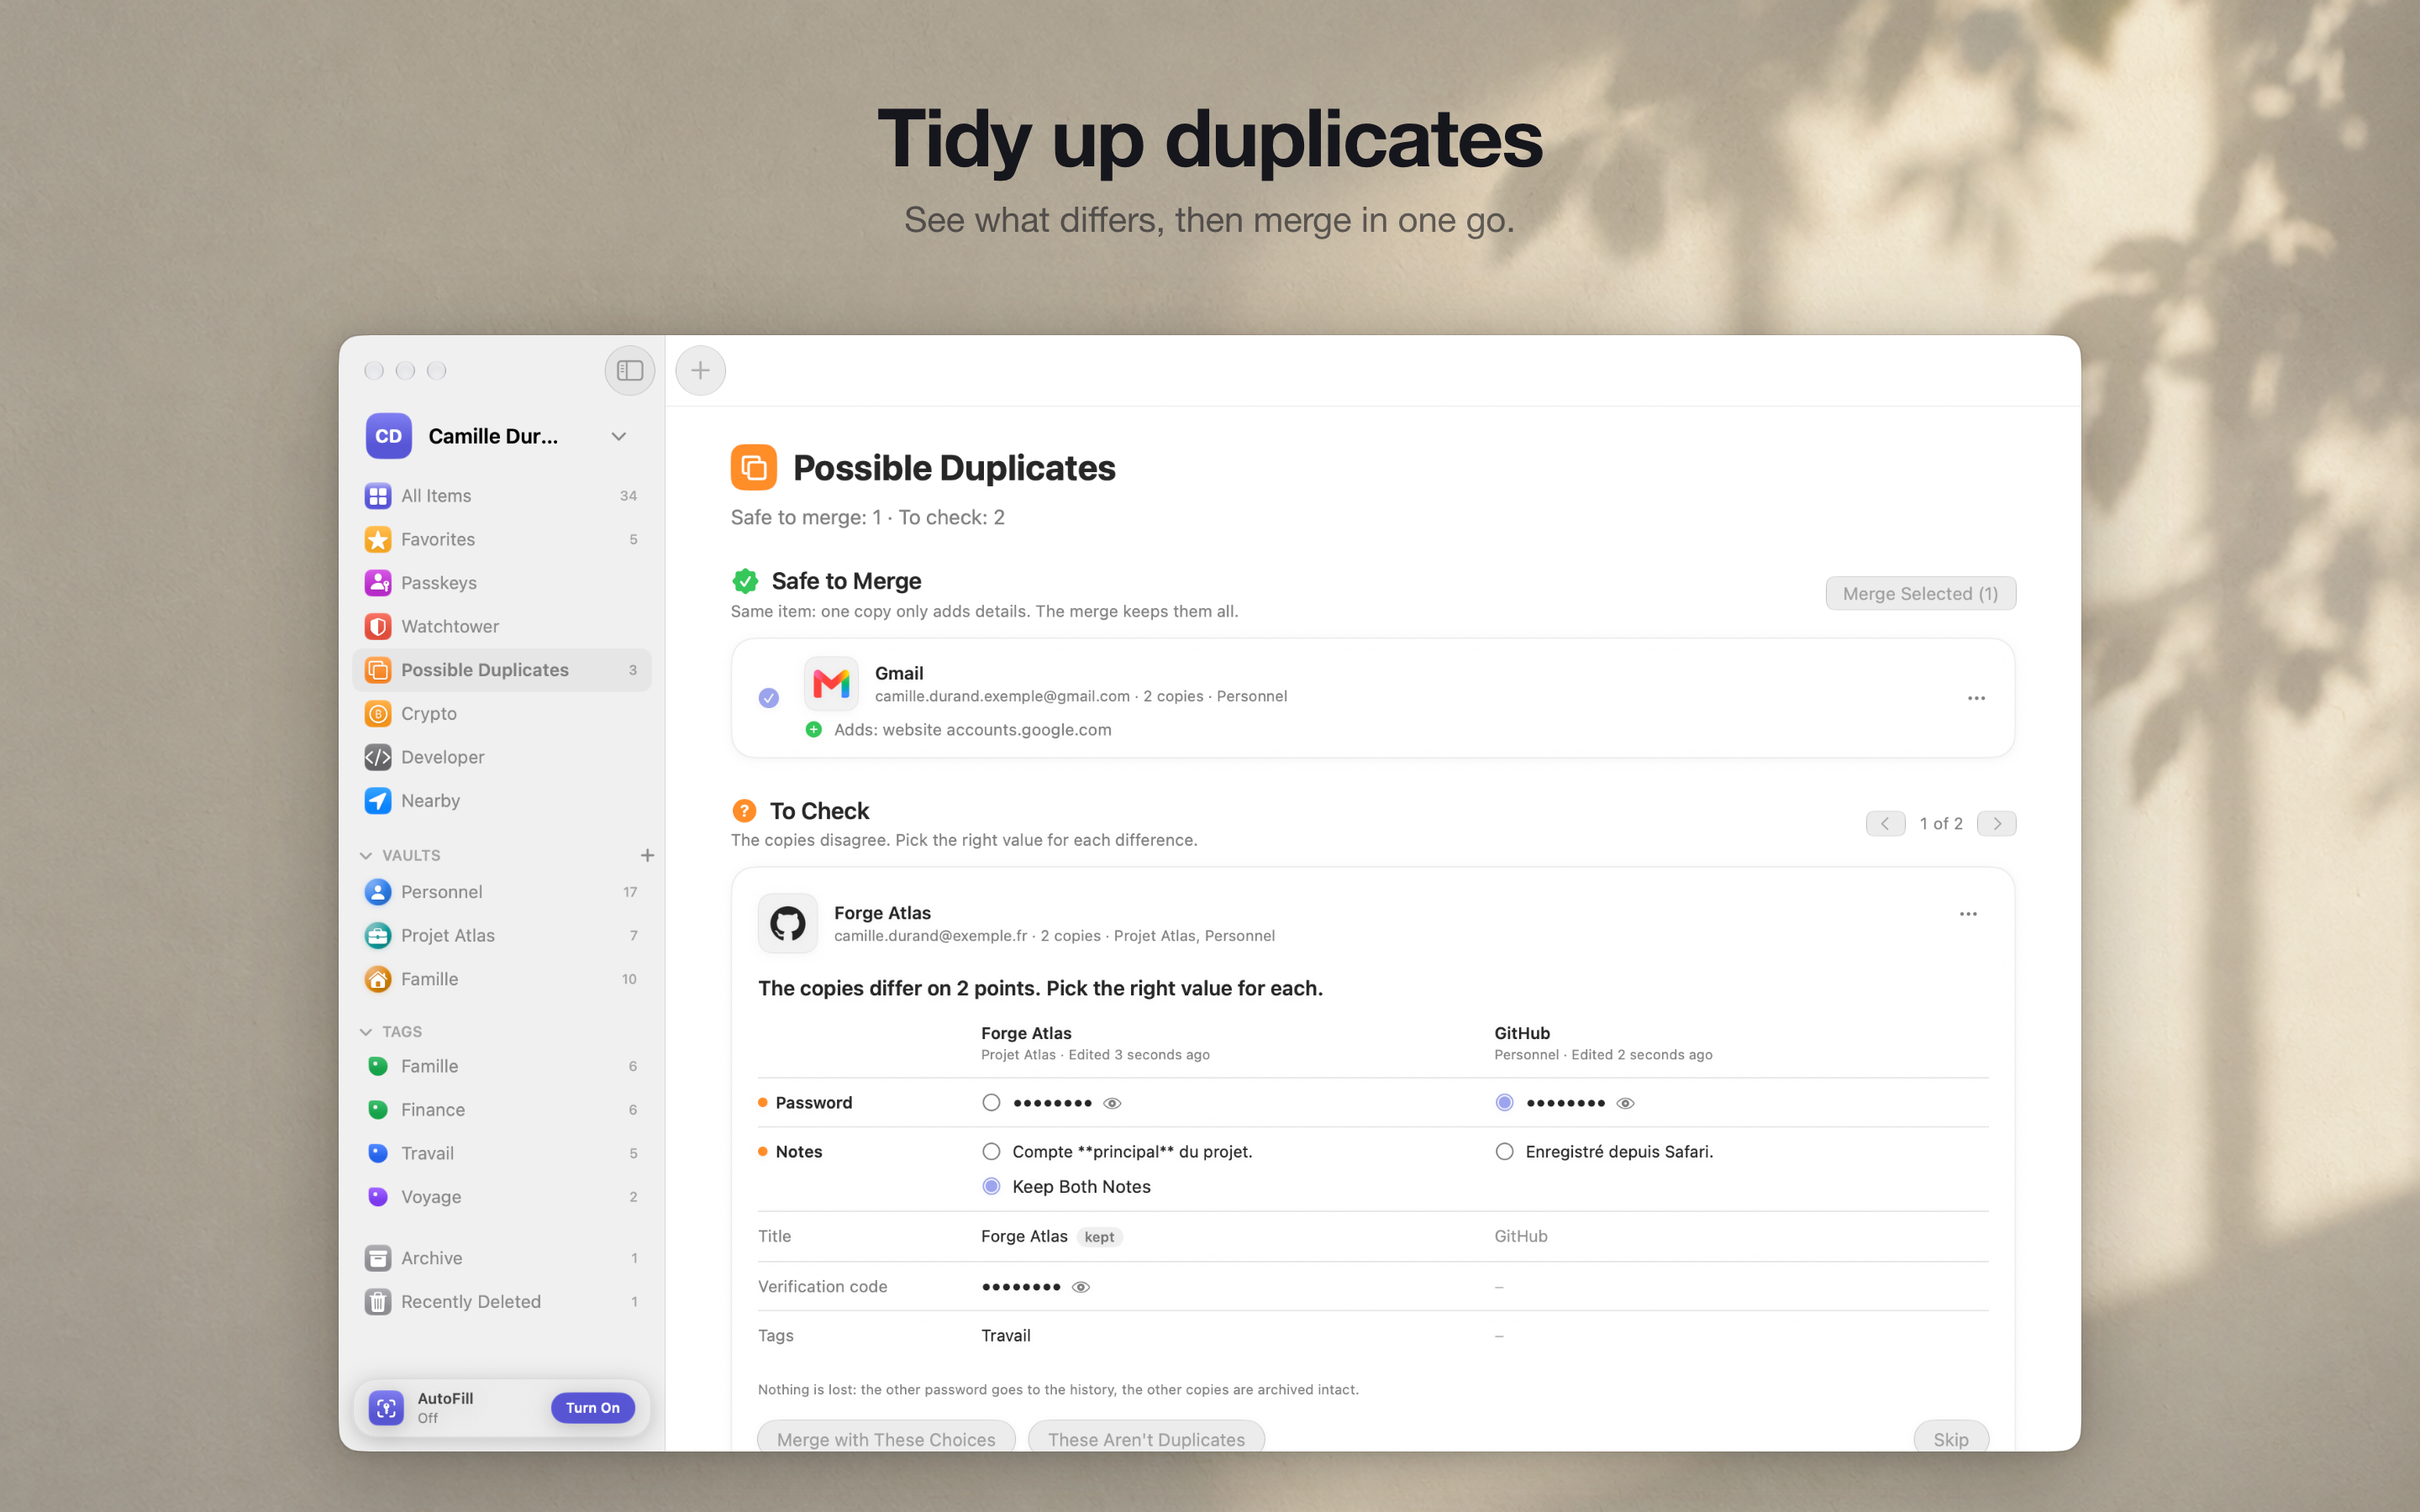 Tidy up duplicates
See what differs, then merge in one go.
CD
Camille Dur...
All Items 34
Favorites 5
Passkeys
Watchtower
Possible Duplicates 3
Crypto
Developer
Nearby
VAULTS
Personnel 17
Projet Atlas 7
Famille 10
TAGS
Famille 6
Finance 6
Travail 5
Voyage 2
Archive 1
Recently Deleted 1
AutoFill
Off
Turn On
Possible Duplicates
Safe to merge: 1 · To check: 2
Safe to Merge
Same item: one copy only adds details. The merge keeps them all.
Merge Selected (1)
Gmail
camille.durand.exemple@gmail.com · 2 copies · Personnel
Adds: website accounts.google.com
To Check
The copies disagree. Pick the right value for each difference.
1 of 2
Forge Atlas
camille.durand@exemple.fr · 2 copies · Projet Atlas, Personnel
The copies differ on 2 points. Pick the right value for each.
Forge Atlas GitHub
Projet Atlas · Edited 3 seconds ago Personnel · Edited 2 seconds ago
Password •••••••• ••••••••
Notes Compte **principal** du projet. Enregistré depuis Safari.
Keep Both Notes
Title Forge Atlas kept GitHub
Verification code •••••••• –
Tags Travail –
Nothing is lost: the other password goes to the history, the other copies are archived intact.
Merge with These Choices These Aren't Duplicates Skip